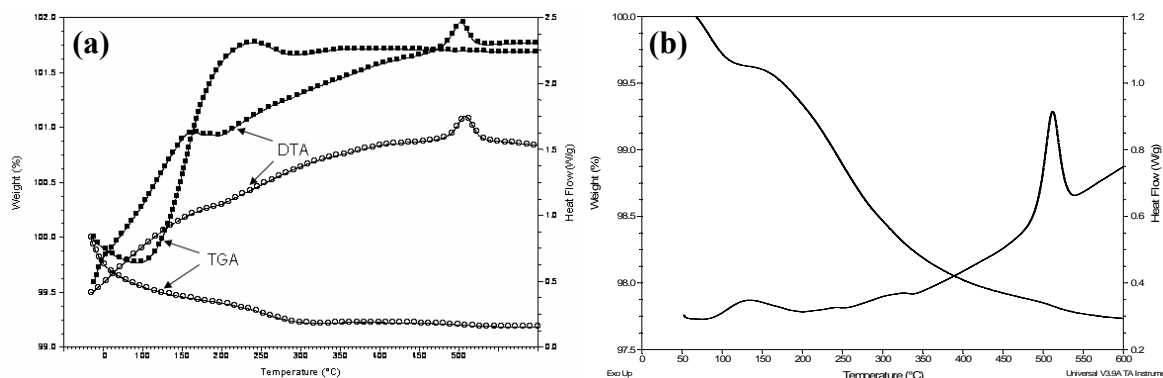 (a)
102.0
101.5
101.0
100.5
100.0
99.5
99.0
Weight (%)
DTA
TGA
2.5
2.0
1.5
1.0
0.5
0.0
Heat Flow (W/g)
50 100 150 200 250 300 350 400 450 500
Temperature (°C)
(b)
100.0
99.5
99.0
98.5
98.0
97.5
Weight (%)
1.2
1.0
0.8
0.6
0.4
0.2
Heat Flow (W/g)
0 50 100 150 200 250 300 350 400 450 500 550 600
Exo Up
Temperature (°C)
Universal V3.9A TA Instrume